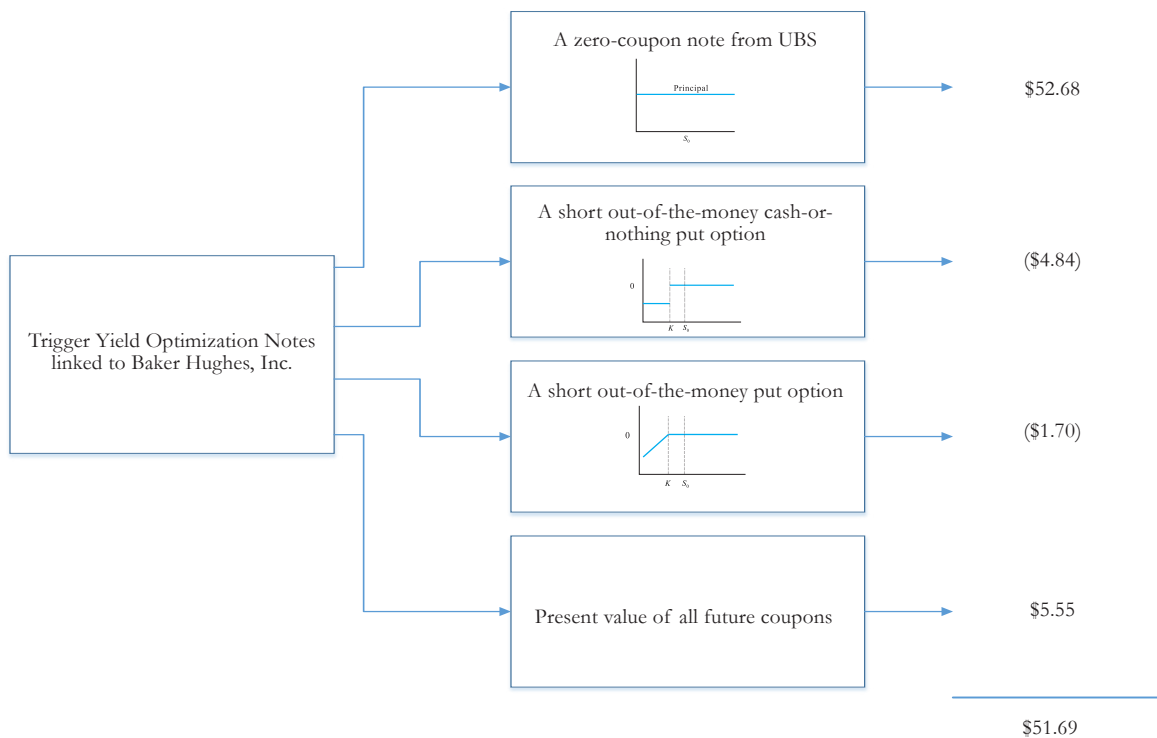 A zero-coupon note from UBS
Principal
S0
$52.68
A short out-of-the-money cash-or-
nothing put option
0
K
S0
($4.84)
Trigger Yield Optimization Notes
linked to Baker Hughes, Inc.
A short out-of-the-money put option
0
K
S0
($1.70)
Present value of all future coupons
$5.55
$51.69